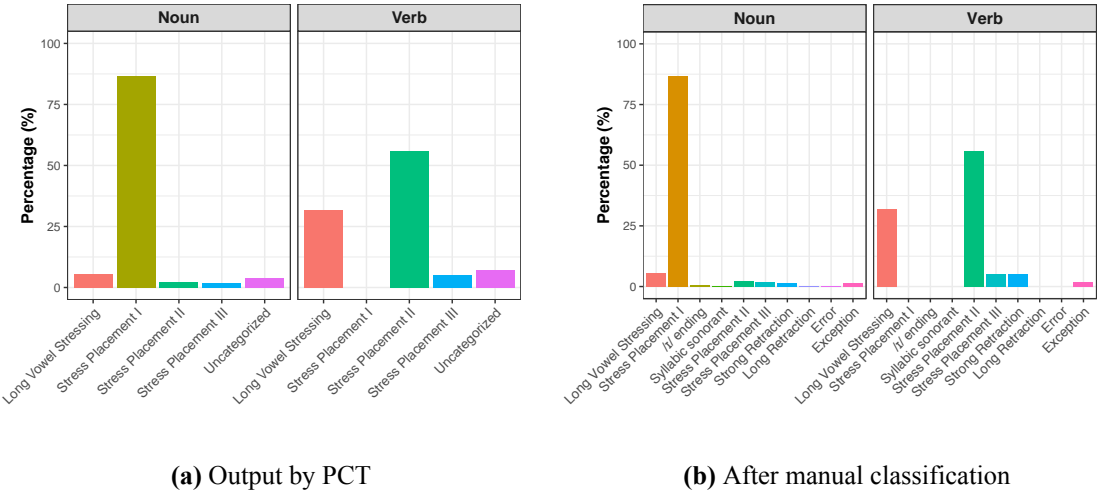 Noun
Verb
Percentage (%)
100
75
50
25
0
Long Vowel Stressing
Stress Placement I
Stress Placement II
Stress Placement III
Uncategorized
Long Vowel Stressing
Stress Placement I
Stress Placement II
Stress Placement III
Uncategorized
(a) Output by PCT
Noun
Verb
Percentage (%)
100
75
50
25
0
Long Vowel Stressing
Stress Placement I
/ɪ/ ending
Syllabic sonorant
Stress Placement II
Stress Placement III
Strong Retraction
Long Retraction
Error
Exception
Long Vowel Stressing
Stress Placement I
/ɪ/ ending
Syllabic sonorant
Stress Placement II
Stress Placement III
Strong Retraction
Long Retraction
Error
Exception
(b) After manual classification